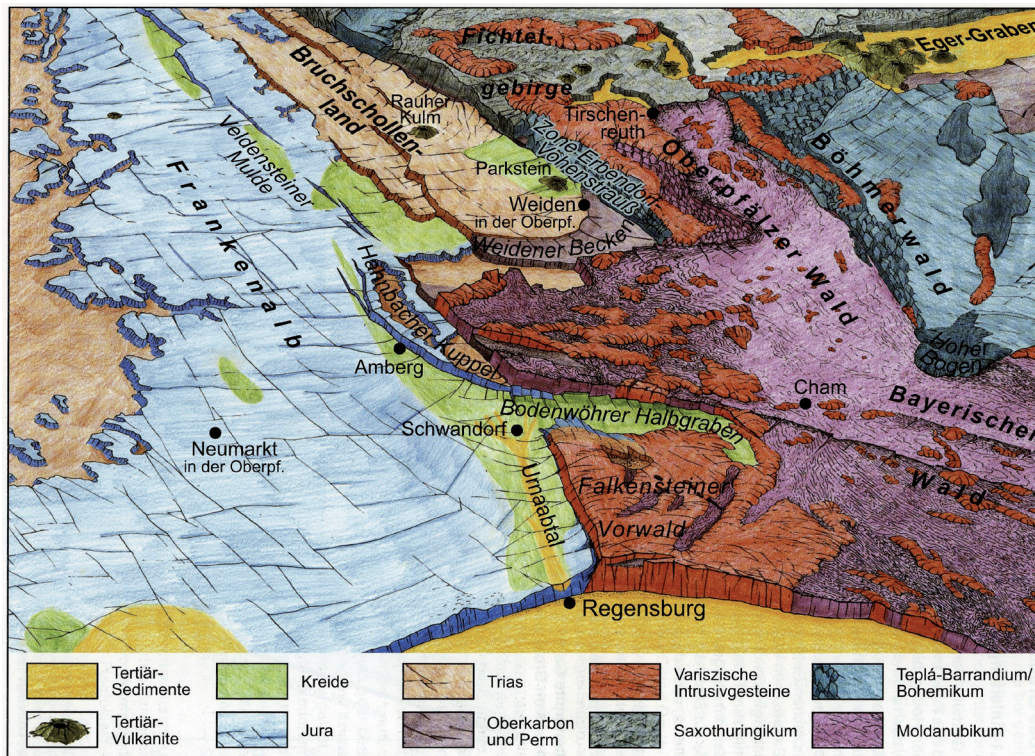 Fichtel-
gebirge
Eger-Graben
Bruchschollen-
land
Rauher
Kulm
Tirschen-
reuth
Zone Erbendorf-
Vohenstrauß
Oberpfälzer Wald
Böhmerwald
Veldensteiner
Mulde
Parkstein
Weiden
in der Oberpf.
Weidener Becken
Frankenalb
Hahnbacher Kuppel
Hoher
Bogen
Amberg
Cham
Bayerischer
Wald
Bodenwöhrer Halbgraben
Schwandorf
Neumarkt
in der Oberpf.
Urnaabtal
Falkensteiner
Vorwald
Regensburg
Tertiär-
Sedimente
Kreide
Trias
Variszische
Intrusivgesteine
Teplá-Barrandium/
Bohemikum
Tertiär-
Vulkanite
Jura
Oberkarbon
und Perm
Saxothuringikum
Moldanubikum